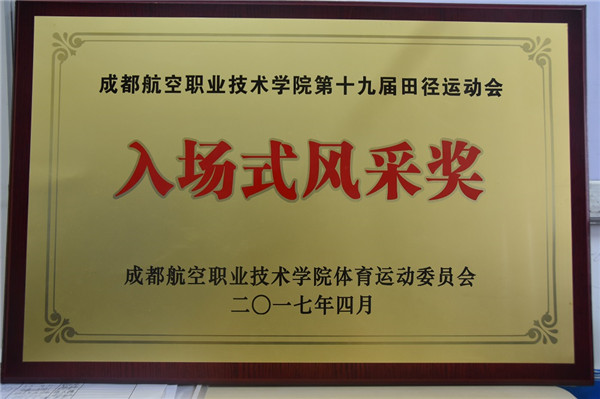 成都航空职业技术学院第十九届田径运动会
入场式风采奖
成都航空职业技术学院体育运动委员会
二〇一七年四月